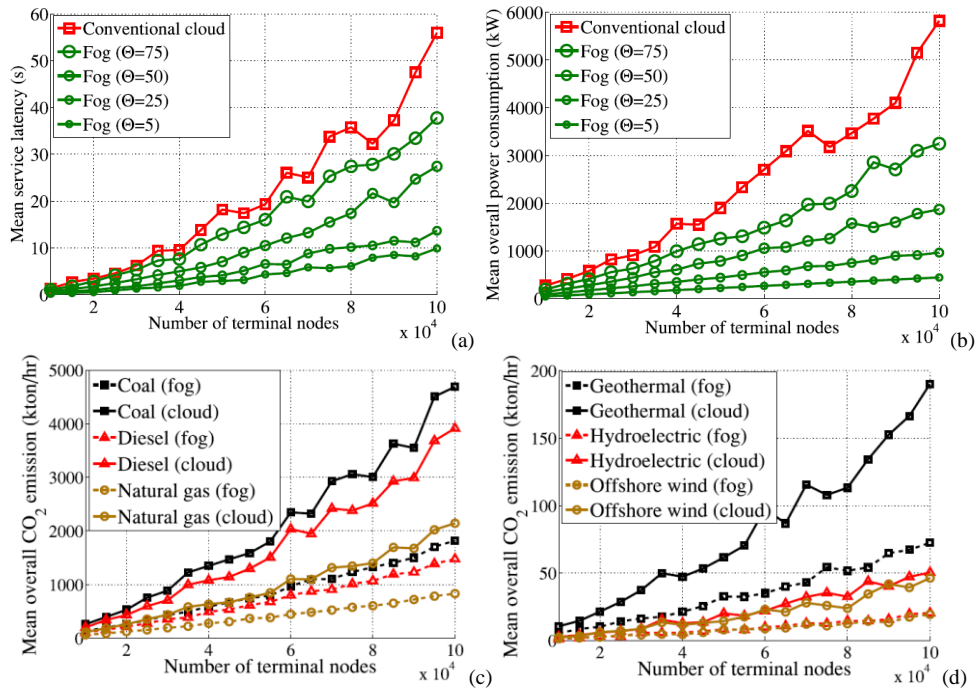 Mean service latency (s)
60
50
40
30
20
10
0
Conventional cloud
Fog (Θ=75)
Fog (Θ=50)
Fog (Θ=25)
Fog (Θ=5)
2 4 6 8 10
Number of terminal nodes
x 10^4
(a)
Mean overall power consumption (kW)
6000
5000
4000
3000
2000
1000
0
Conventional cloud
Fog (Θ=75)
Fog (Θ=50)
Fog (Θ=25)
Fog (Θ=5)
2 4 6 8 10
Number of terminal nodes
x 10^4
(b)
Mean overall CO2 emission (kton/hr)
5000
4000
3000
2000
1000
0
Coal (fog)
Coal (cloud)
Diesel (fog)
Diesel (cloud)
Natural gas (fog)
Natural gas (cloud)
2 4 6 8 10
Number of terminal nodes
x 10^4
(c)
Mean overall CO2 emission (kton/hr)
200
150
100
50
0
Geothermal (fog)
Geothermal (cloud)
Hydroelectric (fog)
Hydroelectric (cloud)
Offshore wind (fog)
Offshore wind (cloud)
2 4 6 8 10
Number of terminal nodes
x 10^4
(d)